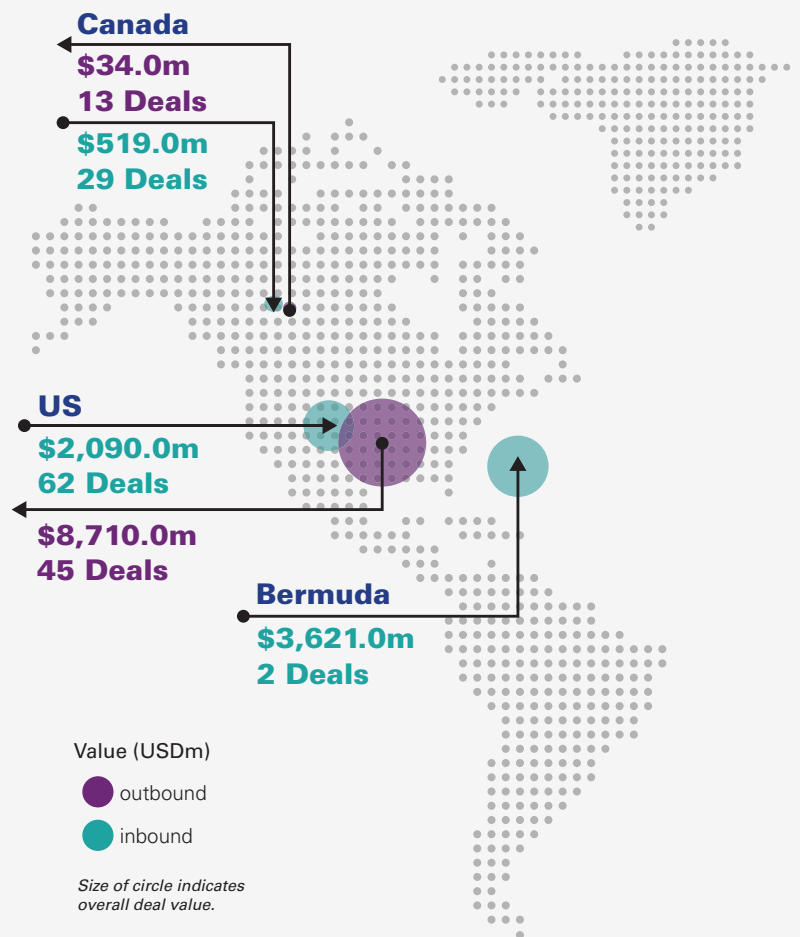 Canada
$34.0m
13 Deals
$519.0m
29 Deals
US
$2,090.0m
62 Deals
$8,710.0m
45 Deals
Bermuda
$3,621.0m
2 Deals
Value (USDm)
outbound
inbound
Size of circle indicates
overall deal value.